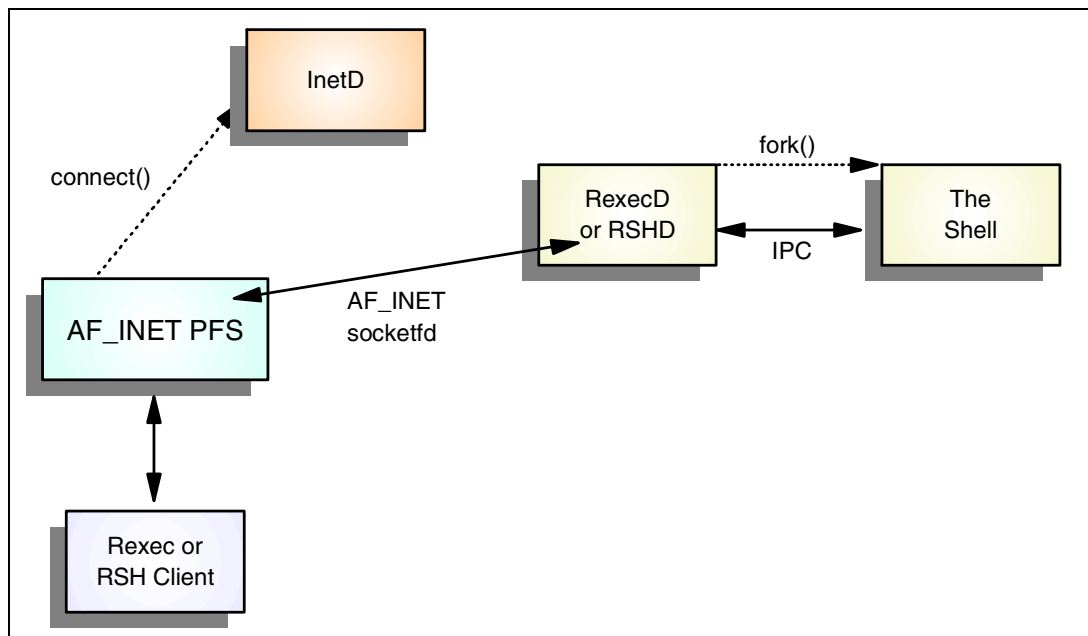 InetD
connect()
fork()
RexecD
or RSHD
The
Shell
IPC
AF_INET PFS
AF_INET
socketfd
Rexec or
RSH Client